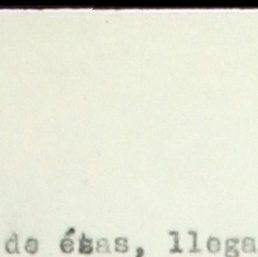 de éstas, llega